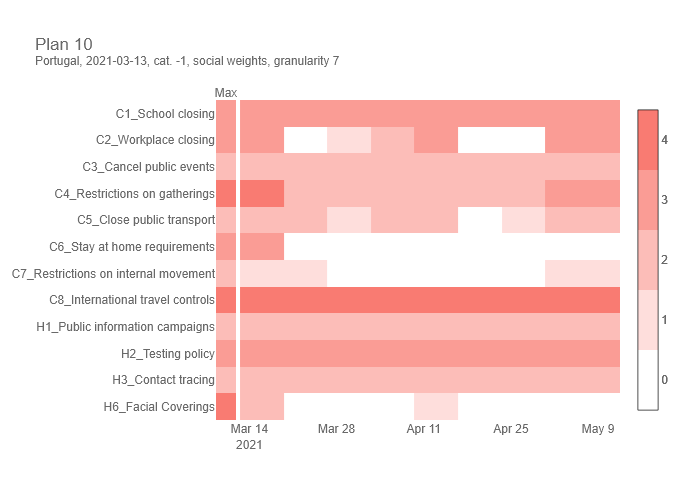 Plan 10
Portugal, 2021-03-13, cat. -1, social weights, granularity 7
Max
C1_School closing
C2_Workplace closing
C3_Cancel public events
C4_Restrictions on gatherings
C5_Close public transport
C6_Stay at home requirements
C7_Restrictions on internal movement
C8_International travel controls
H1_Public information campaigns
H2_Testing policy
H3_Contact tracing
H6_Facial Coverings
Mar 14 Mar 28 Apr 11 Apr 25 May 9
2021
4
3
2
1
0